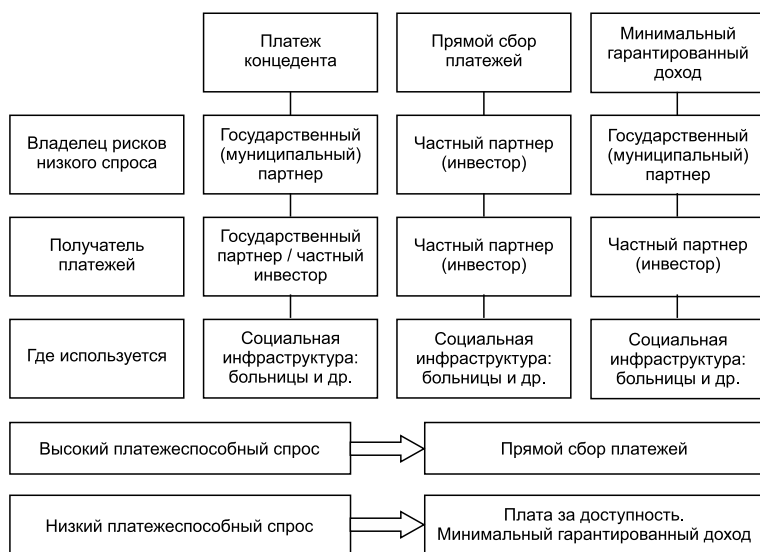 Платеж
концедента
Прямой сбор
платежей
Минимальный
гарантированный
доход
Владелец рисков
низкого спроса
Государственный
(муниципальный)
партнер
Частный партнер
(инвестор)
Государственный
(муниципальный)
партнер
Получатель
платежей
Государственный
партнер / частный
инвестор
Частный партнер
(инвестор)
Частный партнер
(инвестор)
Где используется
Социальная
инфраструктура:
больницы и др.
Социальная
инфраструктура:
больницы и др.
Социальная
инфраструктура:
больницы и др.
Высокий платежеспособный спрос
Прямой сбор платежей
Низкий платежеспособный спрос
Плата за доступность.
Минимальный гарантированный доход